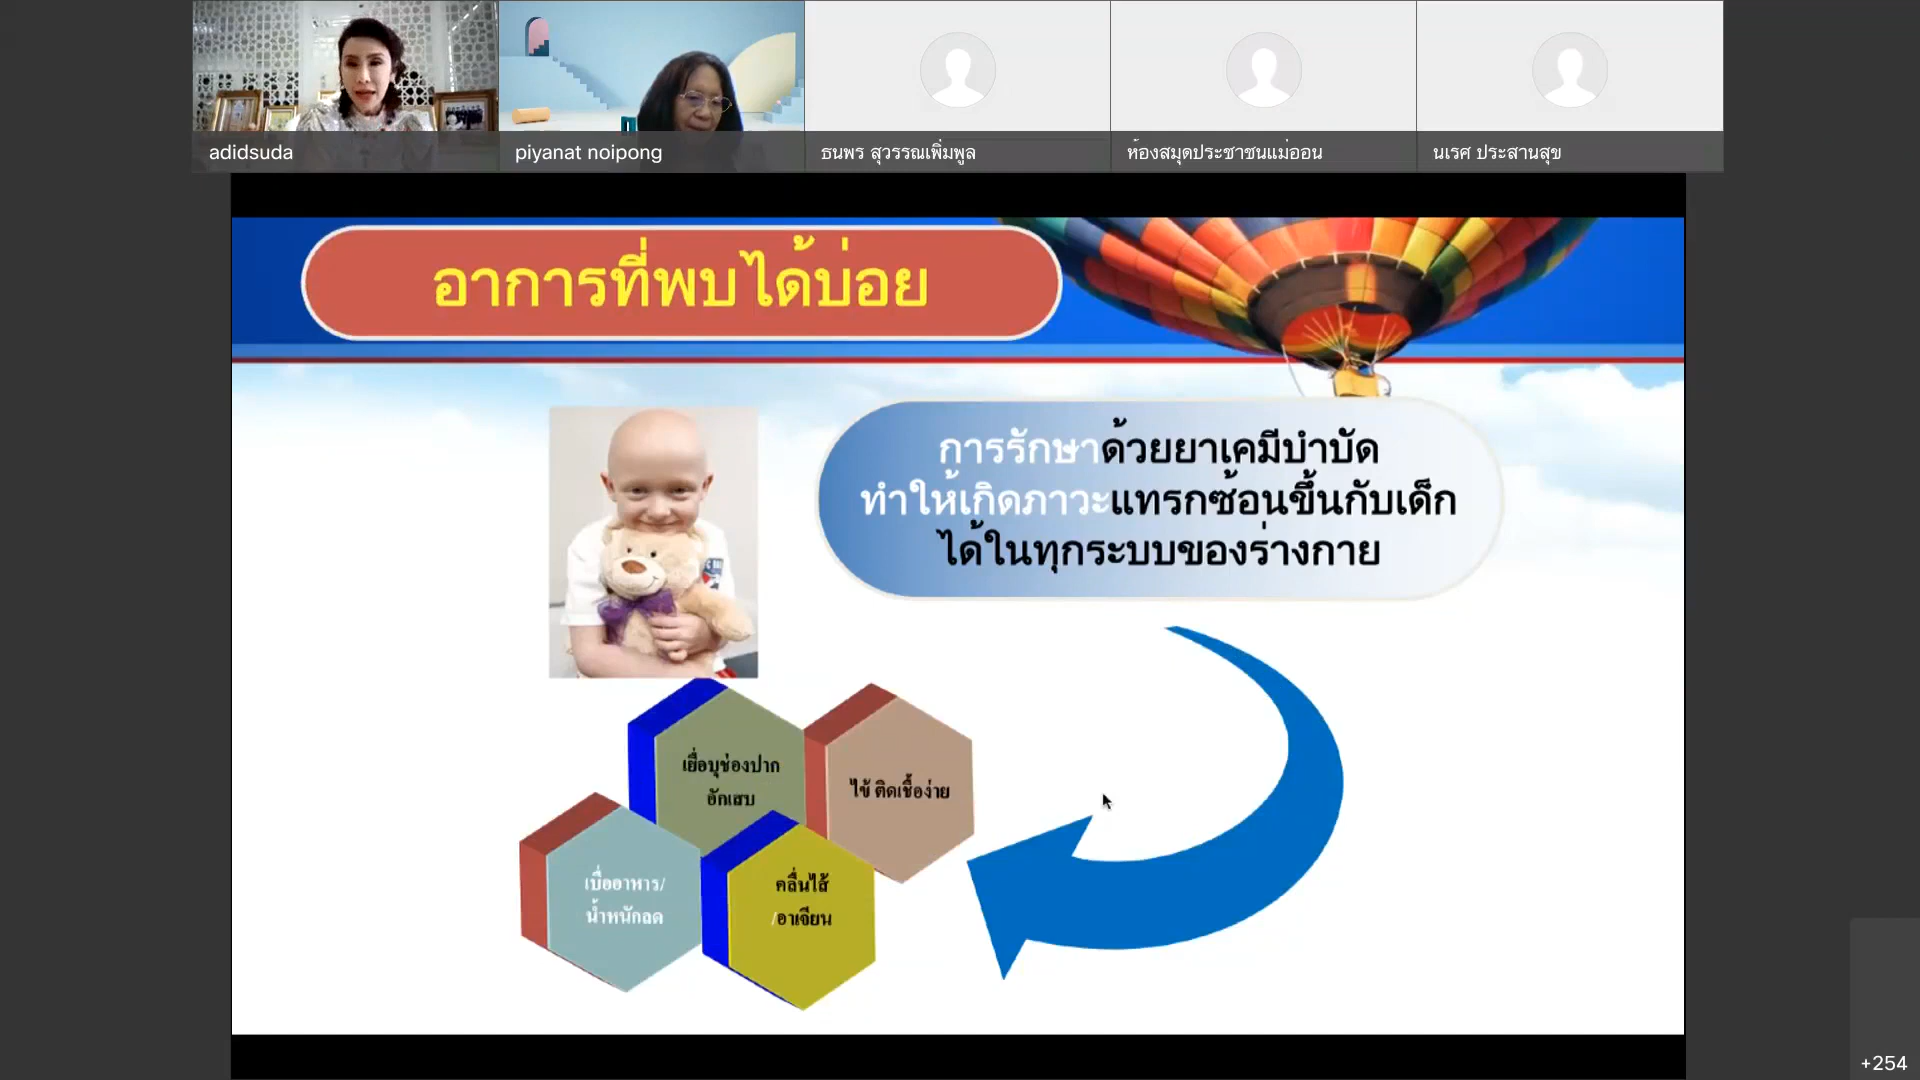 adidsuda
piyanat noipong
ธนพร สุวรรณเพิ่มพูล
ห้องสมุดประชาชนแม่ออน
นเรศ ประสานสุข
อาการที่พบได้บ่อย
การรักษาด้วยยาเคมีบำบัด
ทำให้เกิดภาวะแทรกซ้อนขึ้นกับเด็ก
ได้ในทุกระบบของร่างกาย
เยื่อบุช่องปาก
อักเสบ
ไข้ ติดเชื้อง่าย
เบื่ออาหาร/
น้ำหนักลด
คลื่นไส้
/อาเจียน
+254